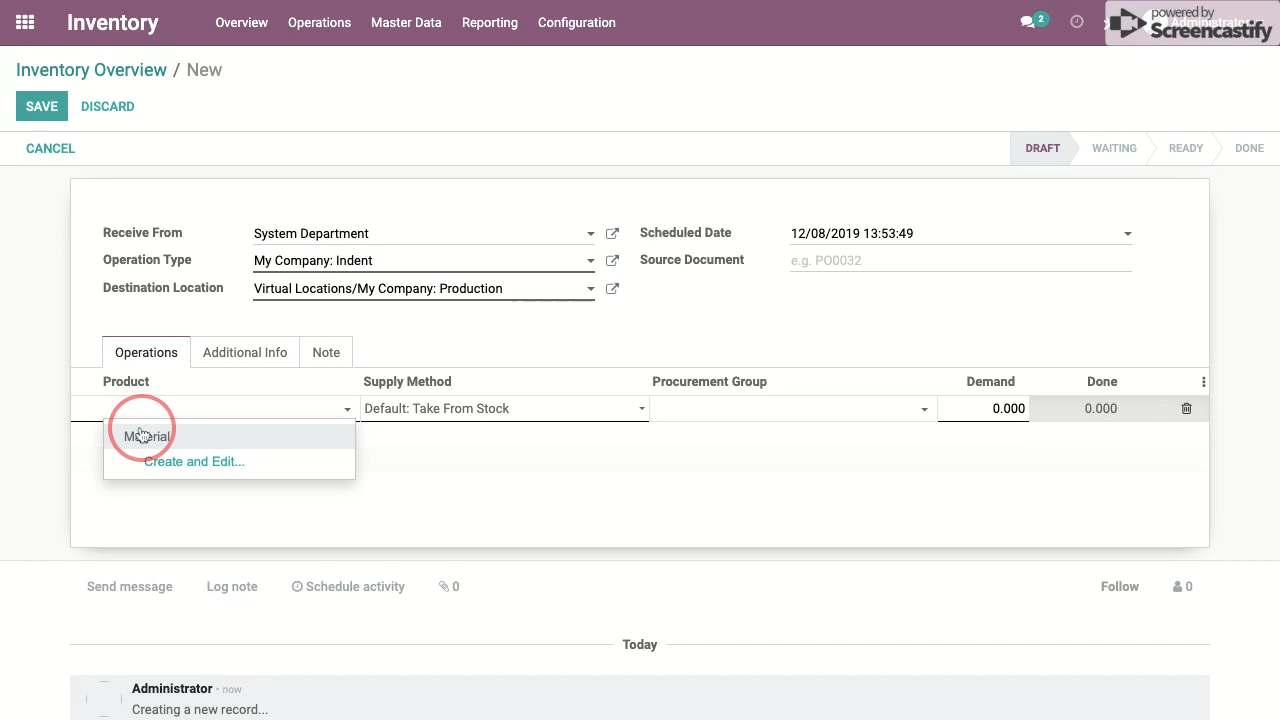 Inventory Overview Operations Master Data Reporting Configuration 2 Administrator
powered by
Screencastify
Inventory Overview / New
SAVE DISCARD
CANCEL DRAFT WAITING READY DONE
Receive From System Department Scheduled Date 12/08/2019 13:53:49
Operation Type My Company: Indent Source Document e.g. PO0032
Destination Location Virtual Locations/My Company: Production
Operations Additional Info Note
Product Supply Method Procurement Group Demand Done
Default: Take From Stock 0.000 0.000
Material
Create and Edit...
Send message Log note Schedule activity 0 Follow 0
Today
Administrator - now
Creating a new record...